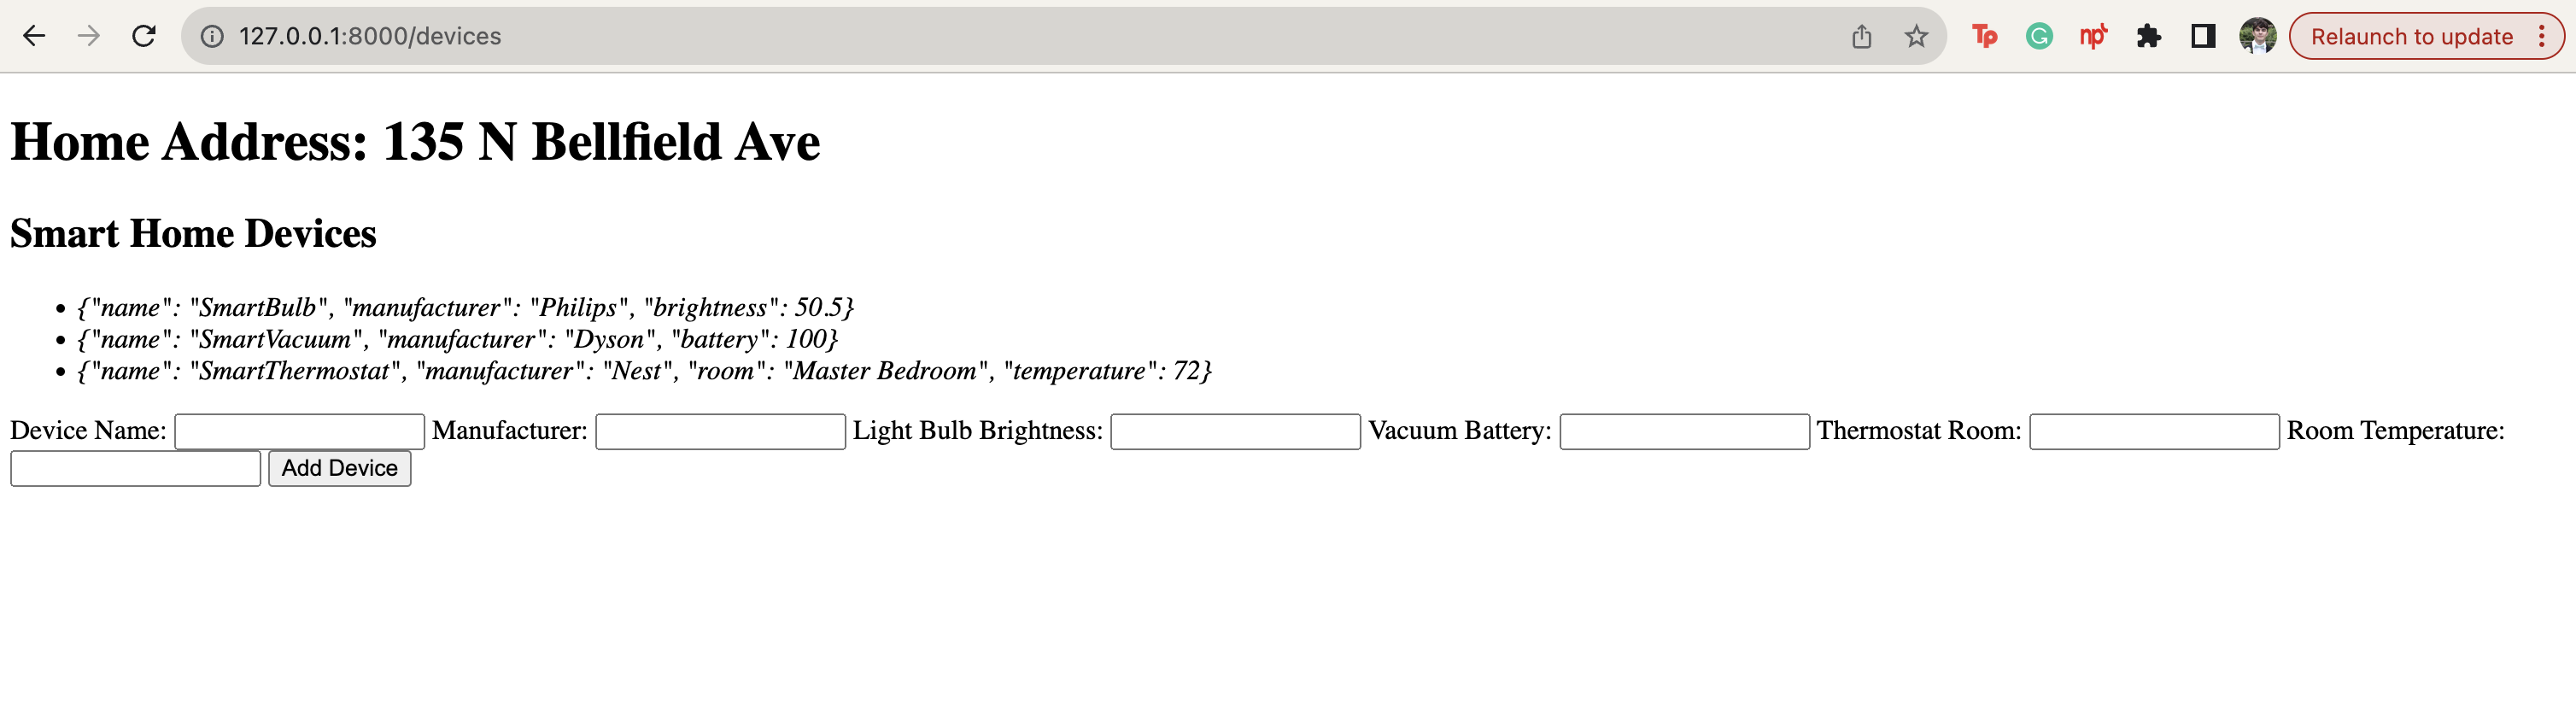 127.0.0.1:8000/devices
Tp
G
npt
Relaunch to update
Home Address: 135 N Bellfield Ave
Smart Home Devices
• {"name": "SmartBulb", "manufacturer": "Philips", "brightness": 50.5}
• {"name": "SmartVacuum", "manufacturer": "Dyson", "battery": 100}
• {"name": "SmartThermostat", "manufacturer": "Nest", "room": "Master Bedroom", "temperature": 72}
Device Name: Manufacturer: Light Bulb Brightness: Vacuum Battery: Thermostat Room: Room Temperature:
Add Device